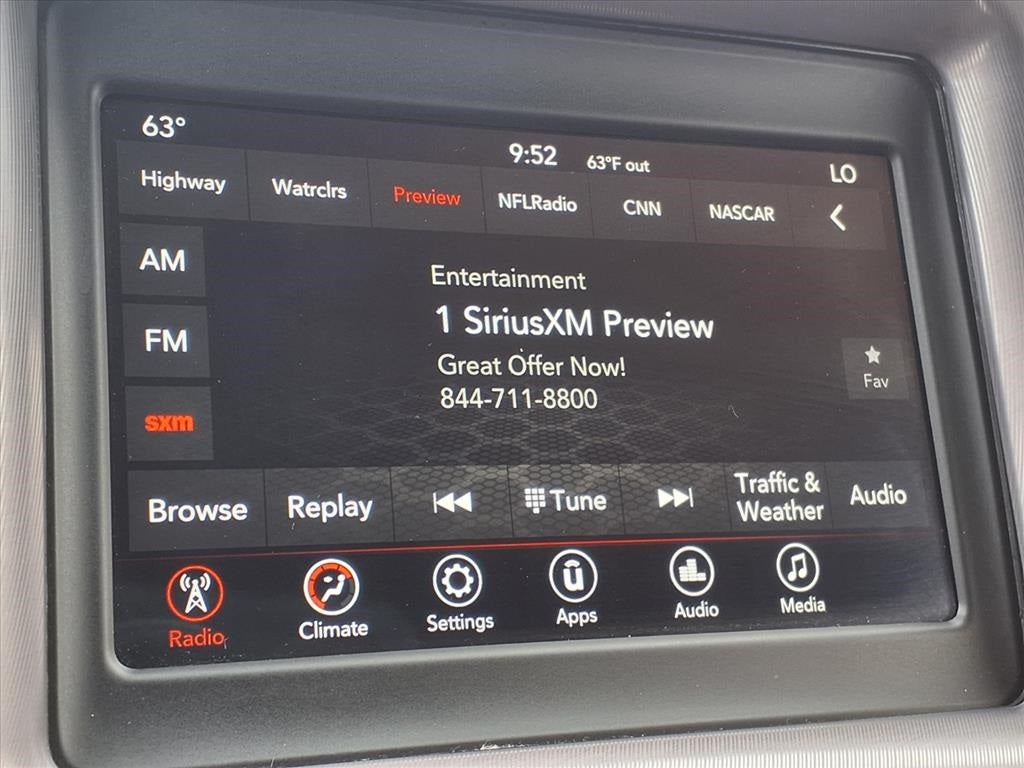 63°
9:52
63°F out
LO
Highway
Watrclrs
Preview
NFLRadio
CNN
NASCAR
AM
FM
sxm
Entertainment
1 SiriusXM Preview
Great Offer Now!
844-711-8800
Fav
Browse
Replay
Tune
Traffic &
Weather
Audio
Radio
Climate
Settings
Apps
Audio
Media